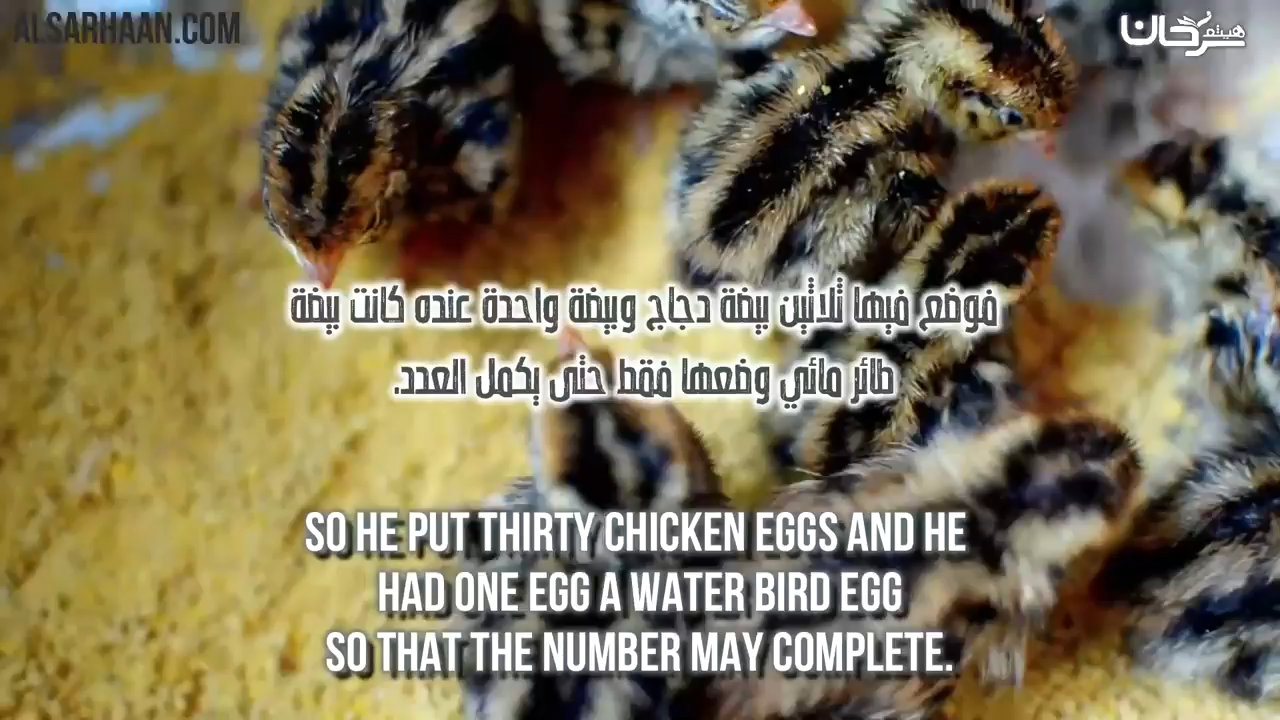 ALSARHAAN.COM
هيثم سرحان
فوضع فيها ثلاثين بيضة دجاج وبيضة واحدة عنده كانت بيضة
طائر مائي وضعها فقط حتى يكمل العدد.
SO HE PUT THIRTY CHICKEN EGGS AND HE
HAD ONE EGG A WATER BIRD EGG
SO THAT THE NUMBER MAY COMPLETE.